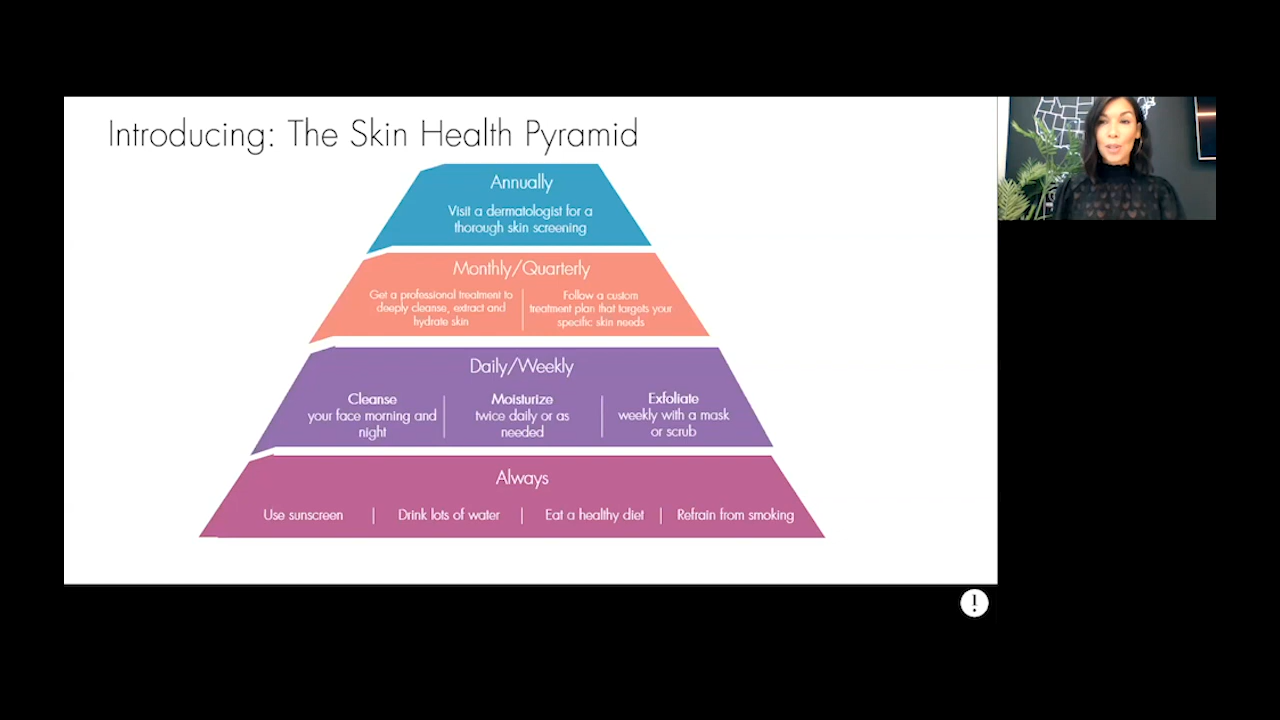 Introducing: The Skin Health Pyramid
Annually
Visit a dermatologist for a
thorough skin screening
Monthly/Quarterly
Get a professional treatment to
deeply cleanse, extract and
hydrate skin
Follow a custom
treatment plan that targets your
specific skin needs
Daily/Weekly
Cleanse
your face morning and
night
Moisturize
twice daily or as
needed
Exfoliate
weekly with a mask
or scrub
Always
Use sunscreen
Drink lots of water
Eat a healthy diet
Refrain from smoking
!